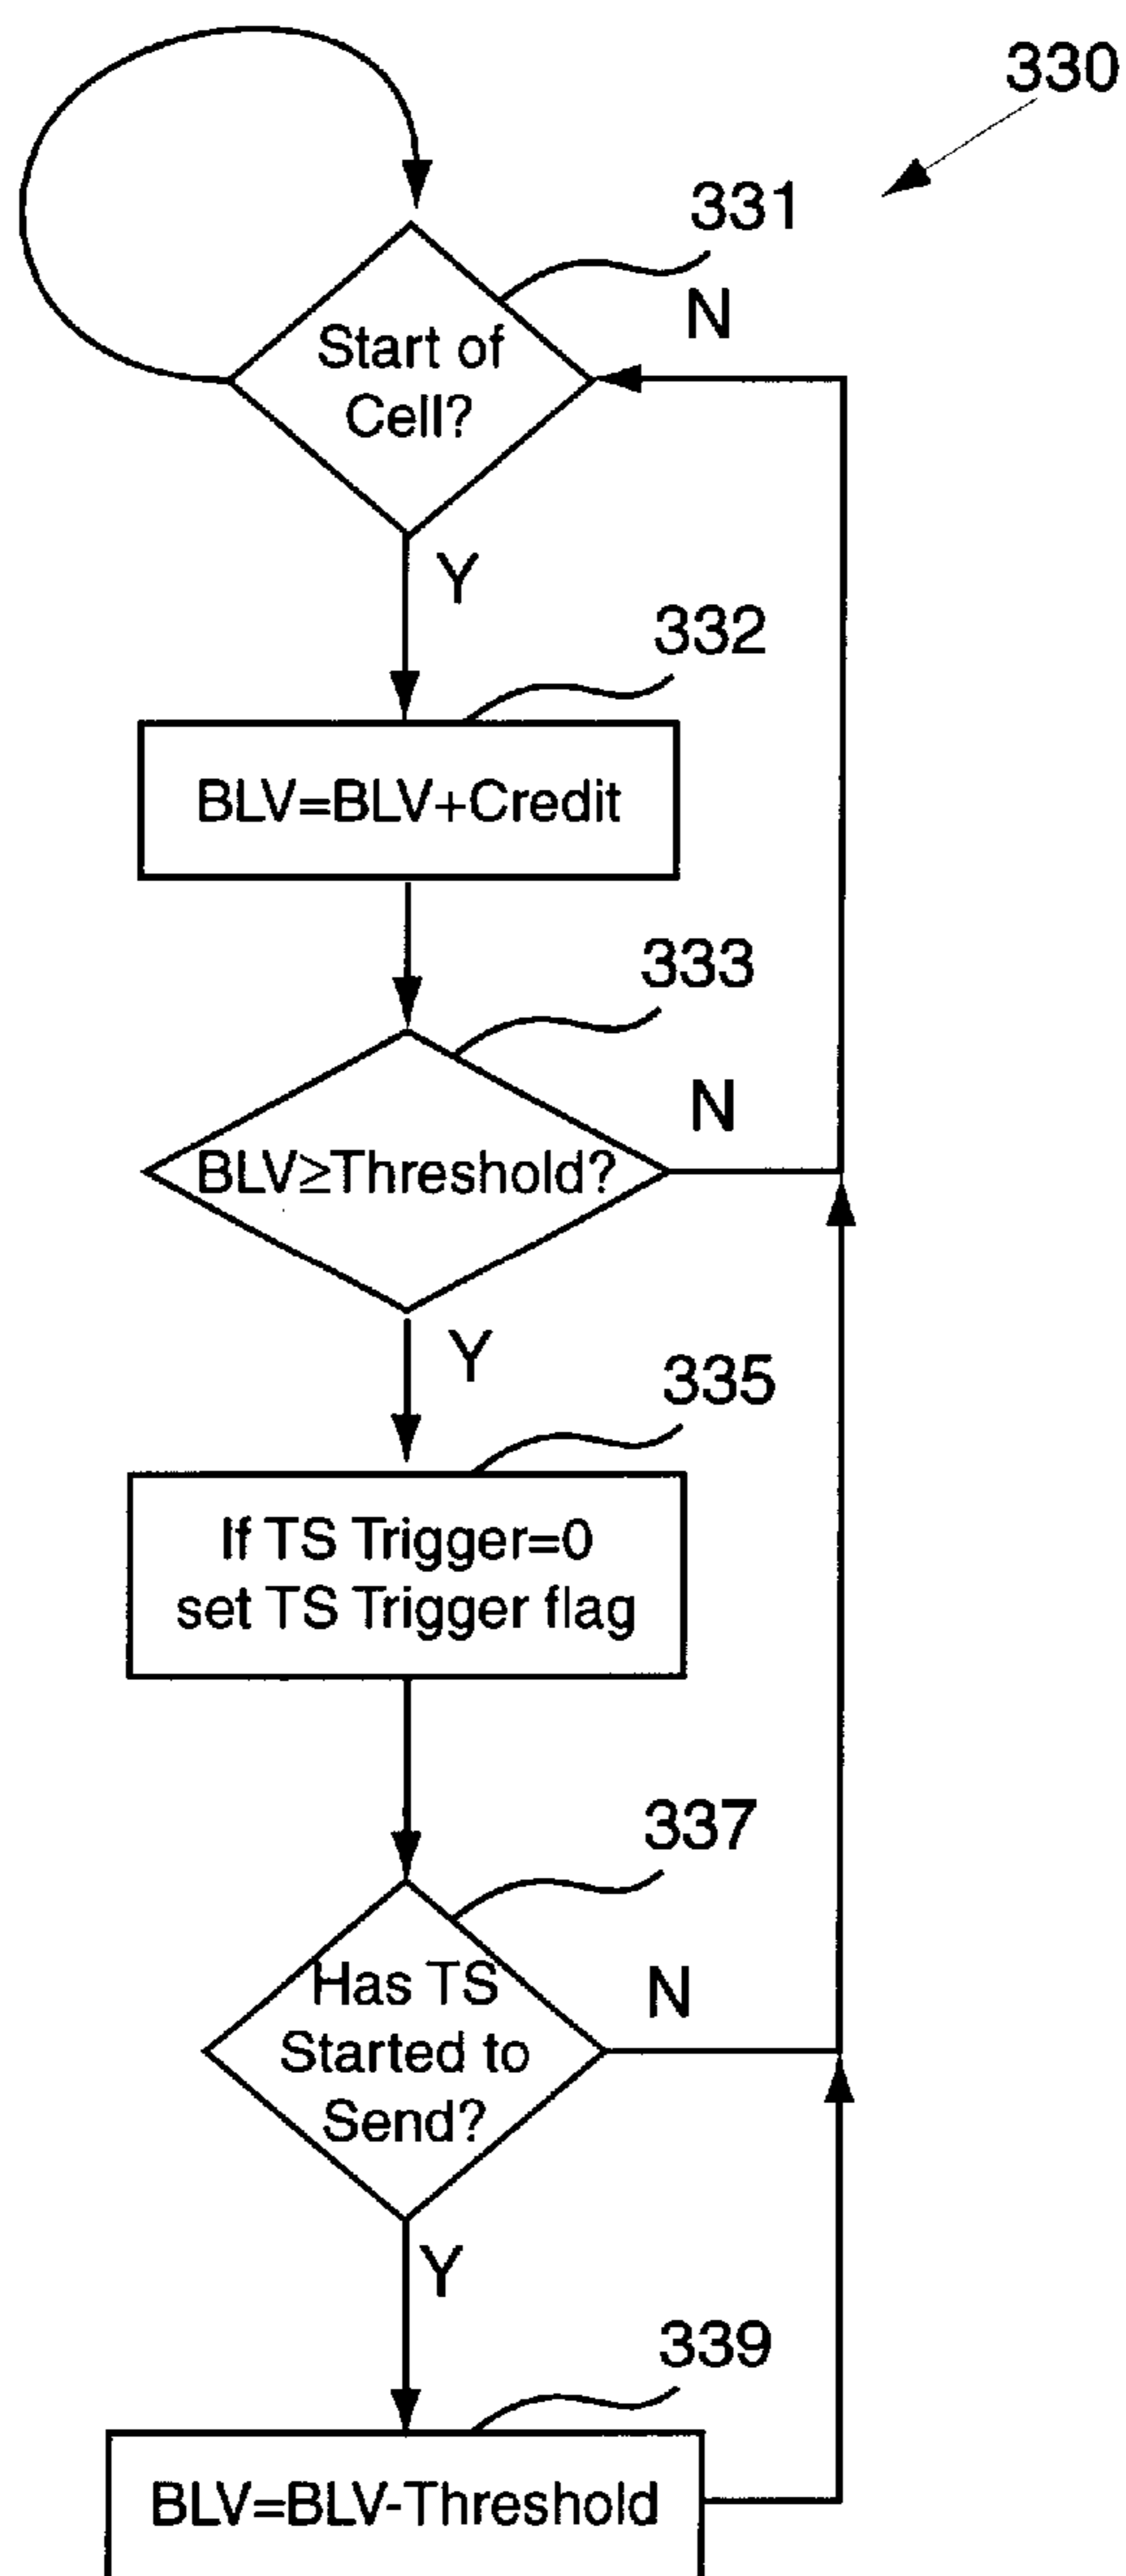 330
331
N
Start of
Cell?
Y
332
BLV=BLV+Credit
333
N
BLV≥Threshold?
Y
335
If TS Trigger=0
set TS Trigger flag
337
Has TS
N
Started to
Send?
Y
339
BLV=BLV-Threshold